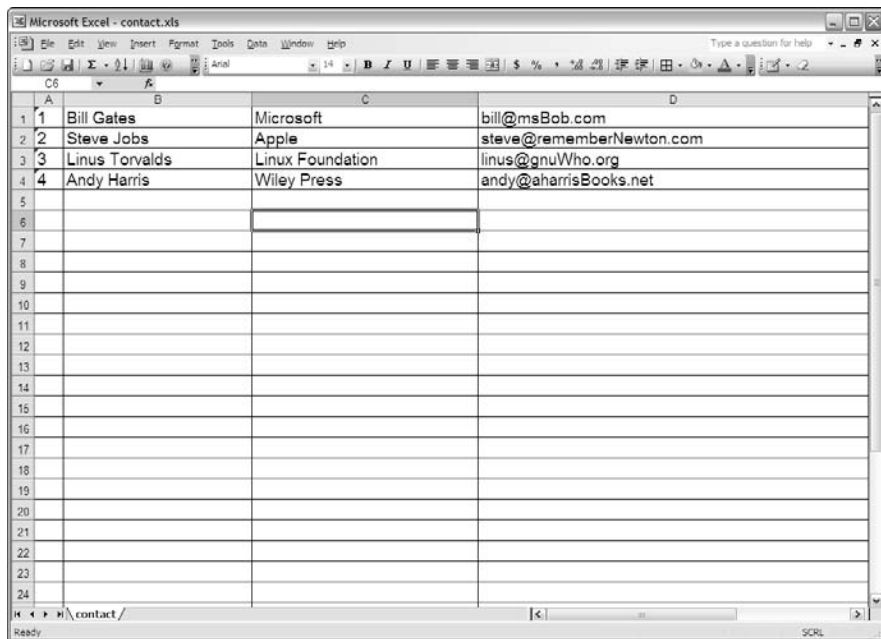 Microsoft Excel - contact.xls
File Edit View Insert Format Tools Data Window Help Type a question for help
Arial 14 B I U $ % ,
C6 fx
A B C D
1 1 Bill Gates Microsoft bill@msBob.com
2 2 Steve Jobs Apple steve@rememberNewton.com
3 3 Linus Torvalds Linux Foundation linus@gnuWho.org
4 4 Andy Harris Wiley Press andy@aharrisBooks.net
5
6
7
8
9
10
11
12
13
14
15
16
17
18
19
20
21
22
23
24
contact
Ready SCRL